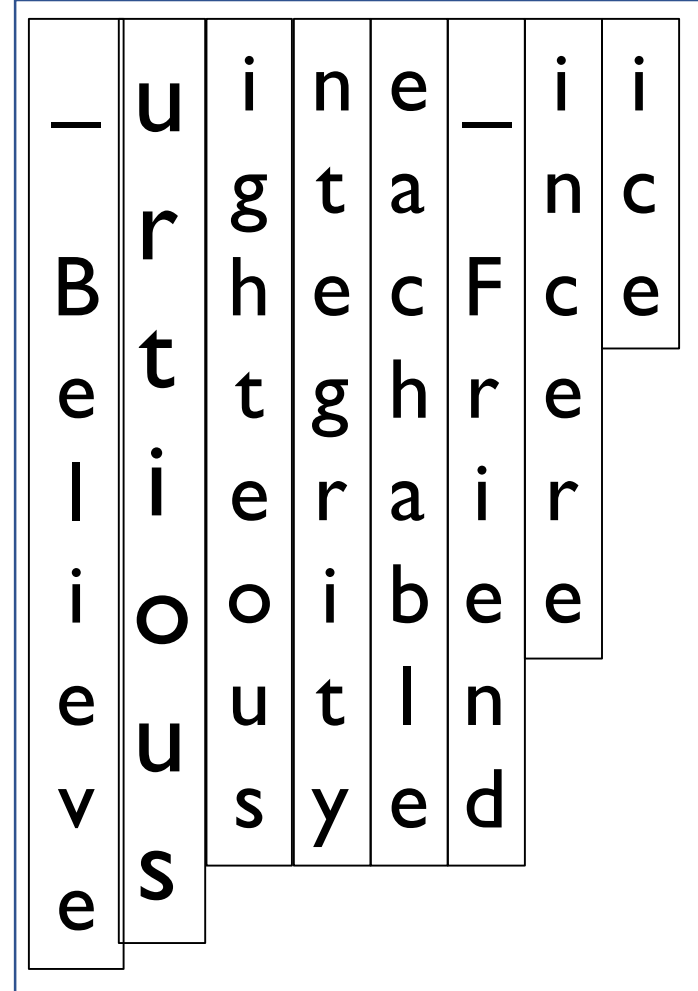 _Believe
urtious
ighteous
ntegrity
eachable
_Friend
incere
ice